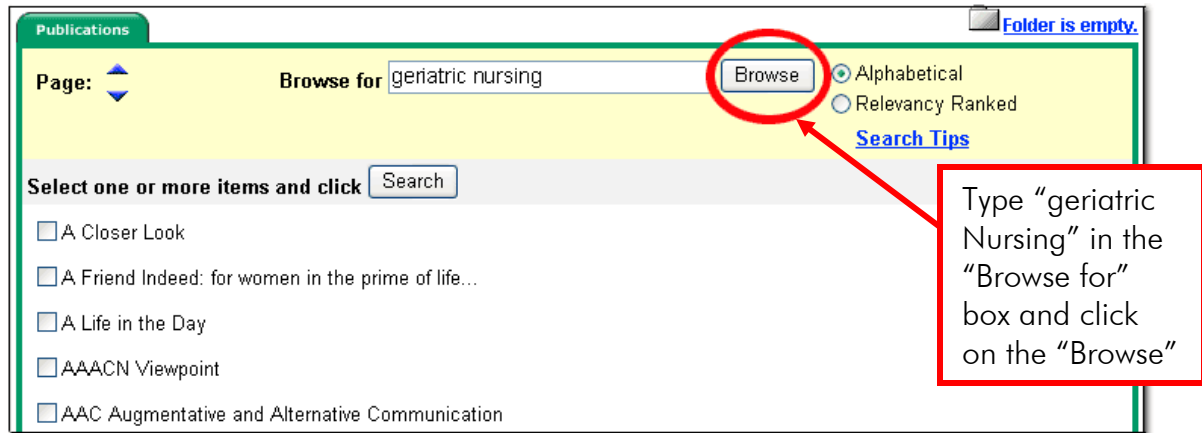 Publications
Folder is empty.
Page:
Browse for geriatric nursing Browse
Alphabetical
Relevancy Ranked
Search Tips
Select one or more items and click Search
A Closer Look
A Friend Indeed: for women in the prime of life...
A Life in the Day
AAACN Viewpoint
AAC Augmentative and Alternative Communication
Type “geriatric
Nursing” in the
“Browse for”
box and click
on the “Browse”